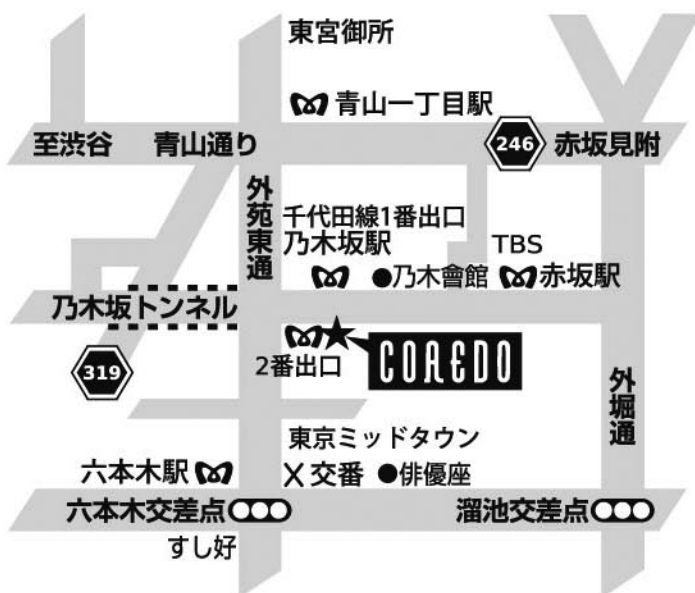 東宮御所
青山一丁目駅
至渋谷
青山通り
246
赤坂見附
外苑東通
千代田線1番出口
乃木坂駅
TBS
●乃木會館
赤坂駅
乃木坂トンネル
2番出口
COREDO
319
外堀通
東京ミッドタウン
六本木駅
X 交番
●俳優座
六本木交差点
溜池交差点
すし好